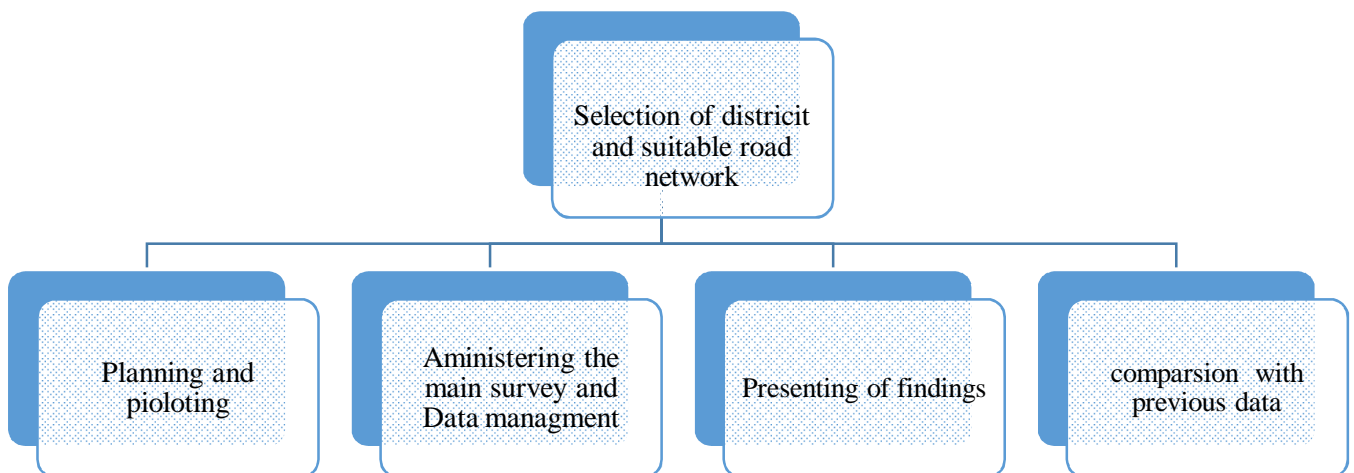 Selection of districit
and suitable road
network
Planning and
pioloting
Aministering the
main survey and
Data managment
Presenting of findings
comparsion with
previous data